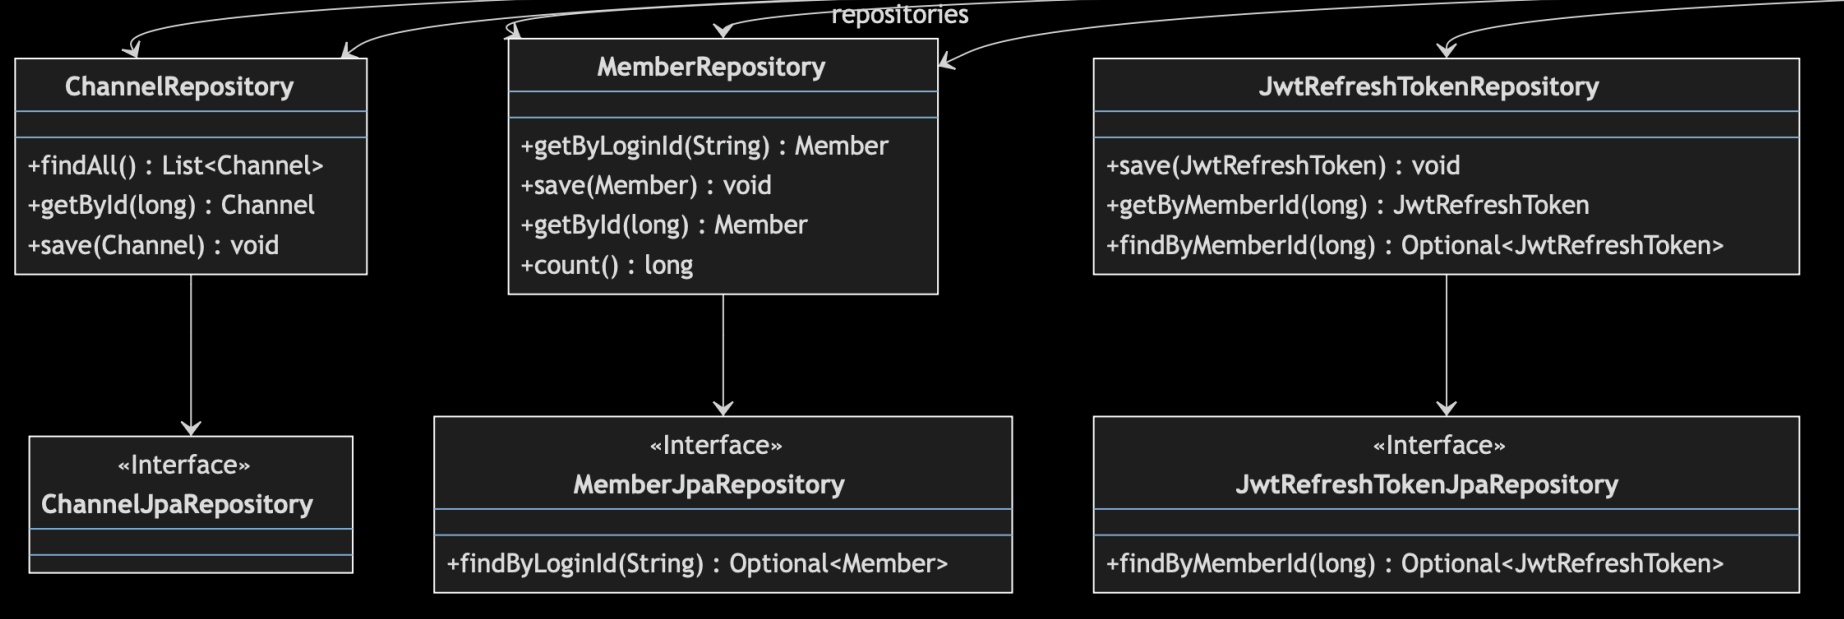 repositories
ChannelRepository
+findAll() : List<Channel>
+getById(long) : Channel
+save(Channel) : void
MemberRepository
+getByLoginId(String) : Member
+save(Member) : void
+getById(long) : Member
+count() : long
JwtRefreshTokenRepository
+save(JwtRefreshToken) : void
+getByMemberId(long) : JwtRefreshToken
+findByMemberId(long) : Optional<JwtRefreshToken>
«Interface»
ChannelJpaRepository
«Interface»
MemberJpaRepository
+findByLoginId(String) : Optional<Member>
«Interface»
JwtRefreshTokenJpaRepository
+findByMemberId(long) : Optional<JwtRefreshToken>